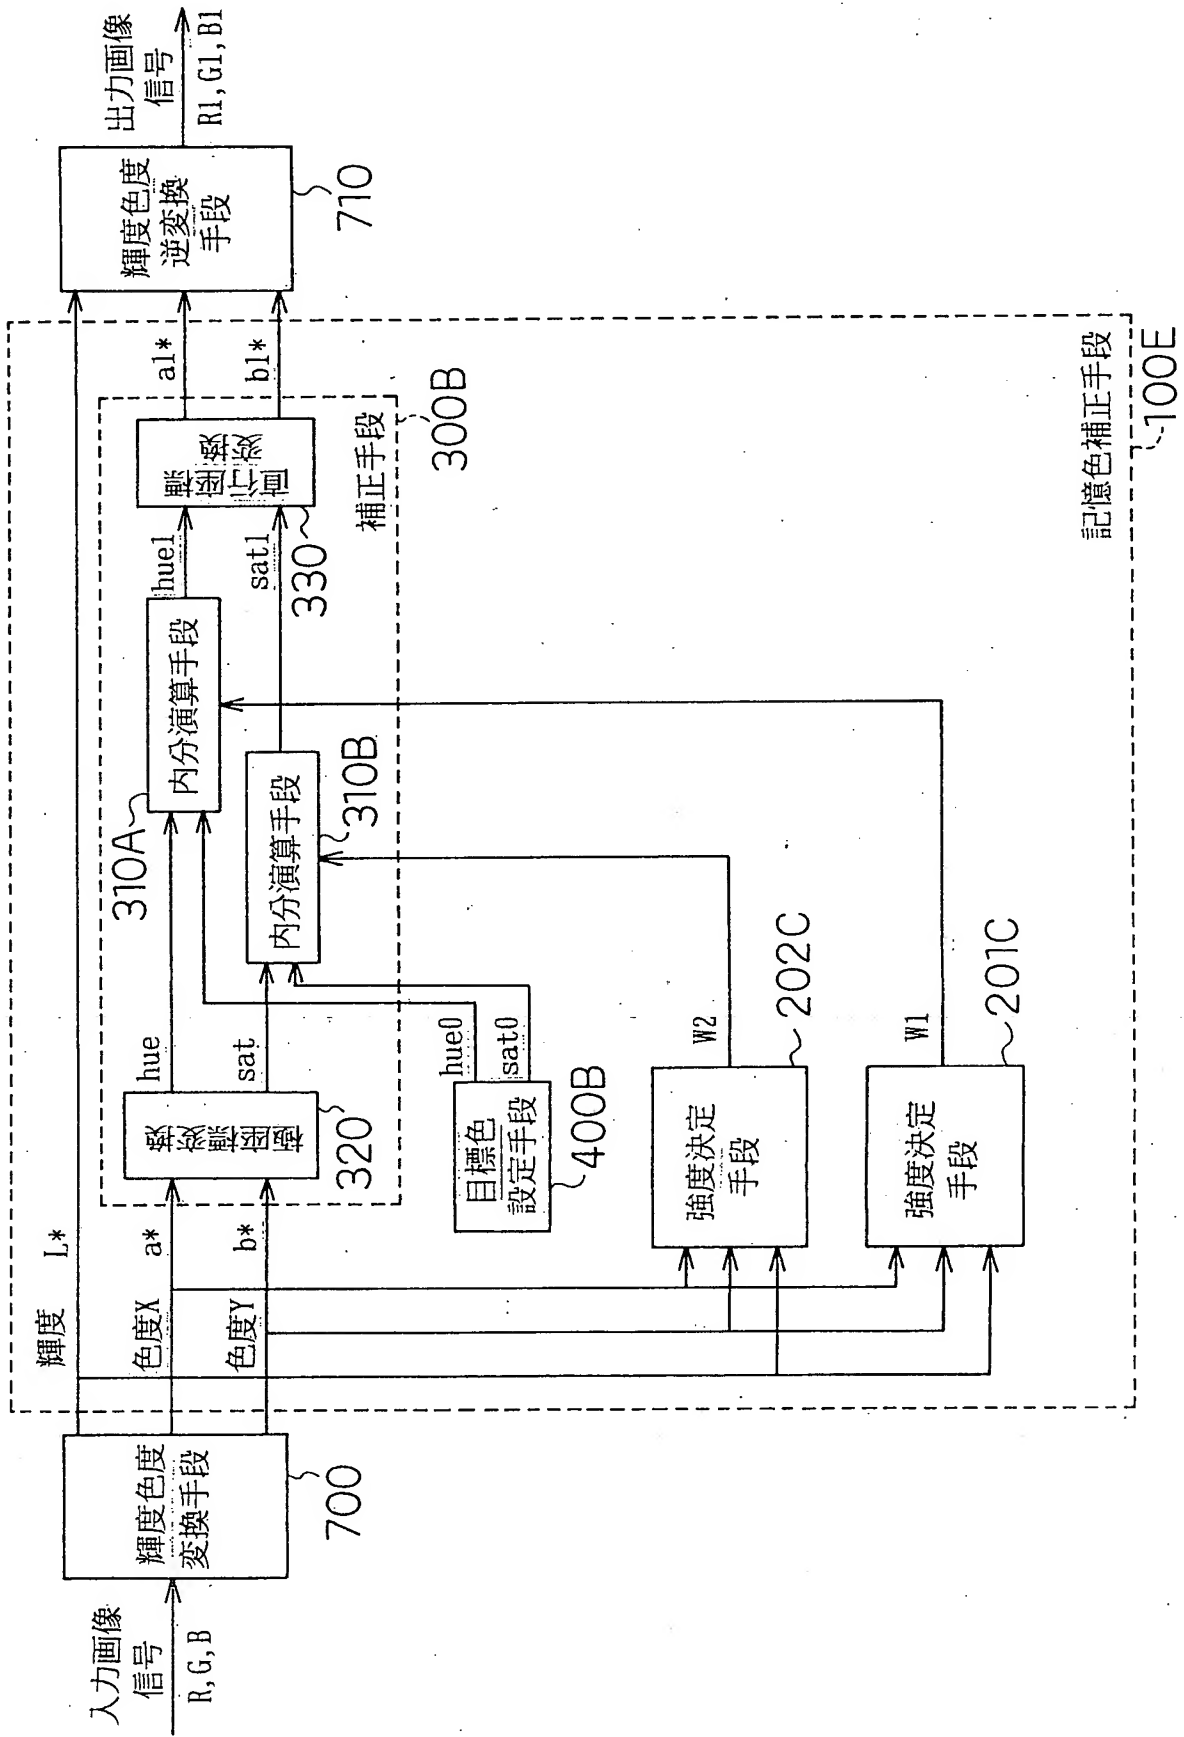 入力画像
信号
R,G,B
輝度色度
変換手段
700
輝度
L*
色度X
a*
色度Y
b*
極座標変
換
320
hue
sat
目標色
設定手段
400B
hue0
sat0
310A
内分演算手段
内分演算手段
310B
hue1
sat1
直行座標
変換
330
補正手段
300B
a1*
b1*
強度決定
手段
202C
W2
強度決定
手段
201C
W1
記憶色補正手段
100E
輝度色度
逆変換
手段
710
出力画像
信号
R1,G1,B1